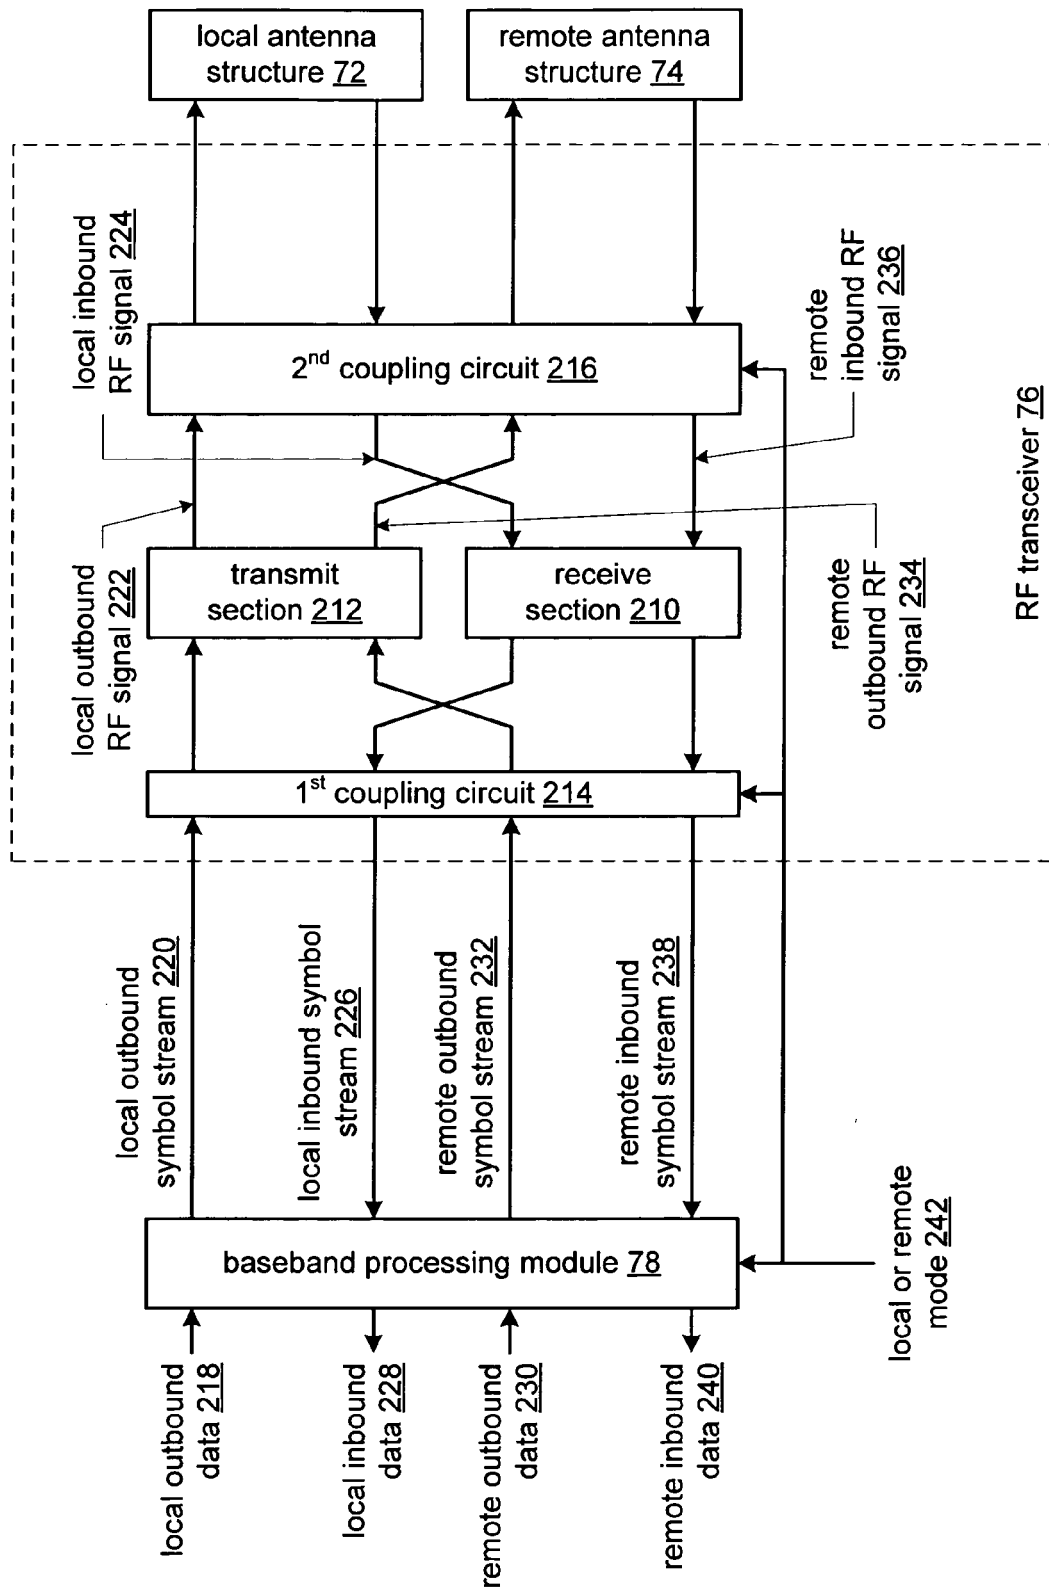 local antenna
structure 72
remote antenna
structure 74
local inbound
RF signal 224
remote
inbound RF
signal 236
2nd coupling circuit 216
local outbound
RF signal 222
transmit
section 212
receive
section 210
remote
outbound RF
signal 234
RF transceiver 76
1st coupling circuit 214
local outbound
symbol stream 220
local inbound symbol
stream 226
remote outbound
symbol stream 232
remote inbound
symbol stream 238
baseband processing module 78
local or remote
mode 242
local outbound
data 218
local inbound
data 228
remote outbound
data 230
remote inbound
data 240